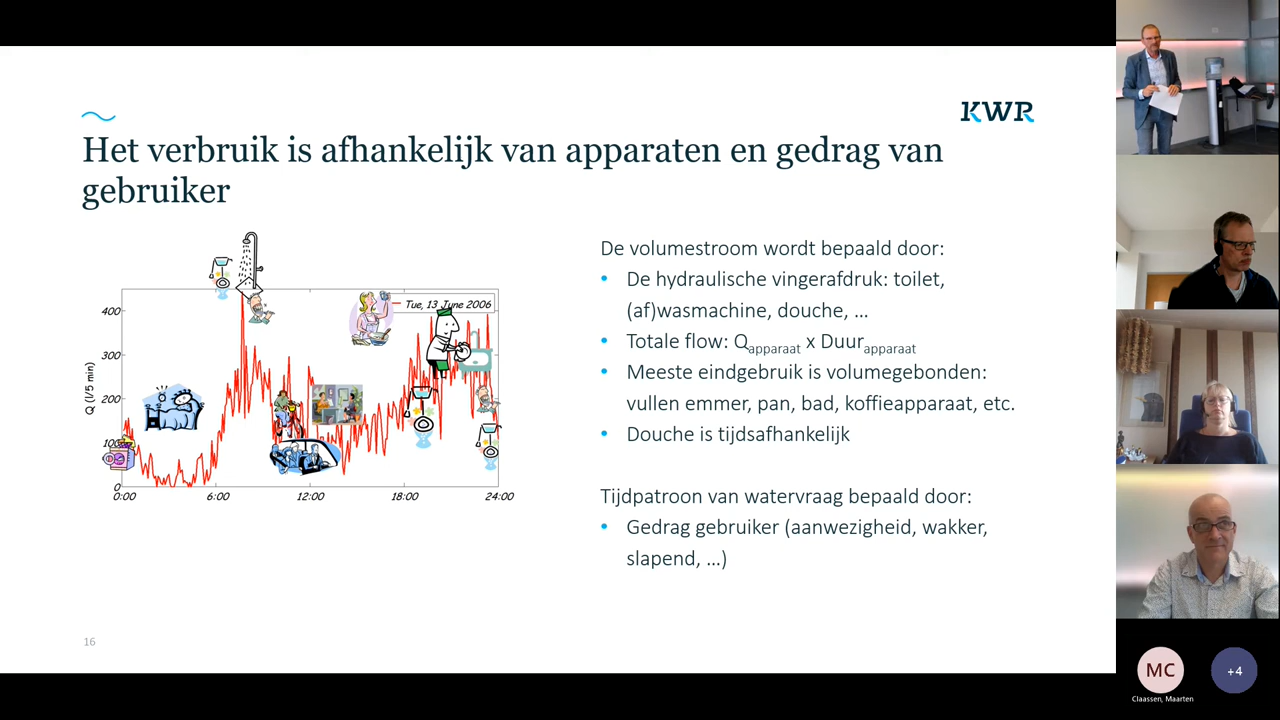 KWR
Het verbruik is afhankelijk van apparaten en gedrag van
gebruiker
De volumestroom wordt bepaald door:
• De hydraulische vingerafdruk: toilet,
(af)wasmachine, douche, ...
• Totale flow: Qapparaat x Duurapparaat
• Meeste eindgebruik is volumegebonden:
vullen emmer, pan, bad, koffieapparaat, etc.
• Douche is tijdsafhankelijk
Tijdpatroon van watervraag bepaald door:
• Gedrag gebruiker (aanwezigheid, wakker,
slapend, ...)
Tue, 13 June 2006
Q (l/5 min)
400
300
200
100
0
0:00 6:00 12:00 18:00 24:00
16
MC
+4
Claassen, Maarten